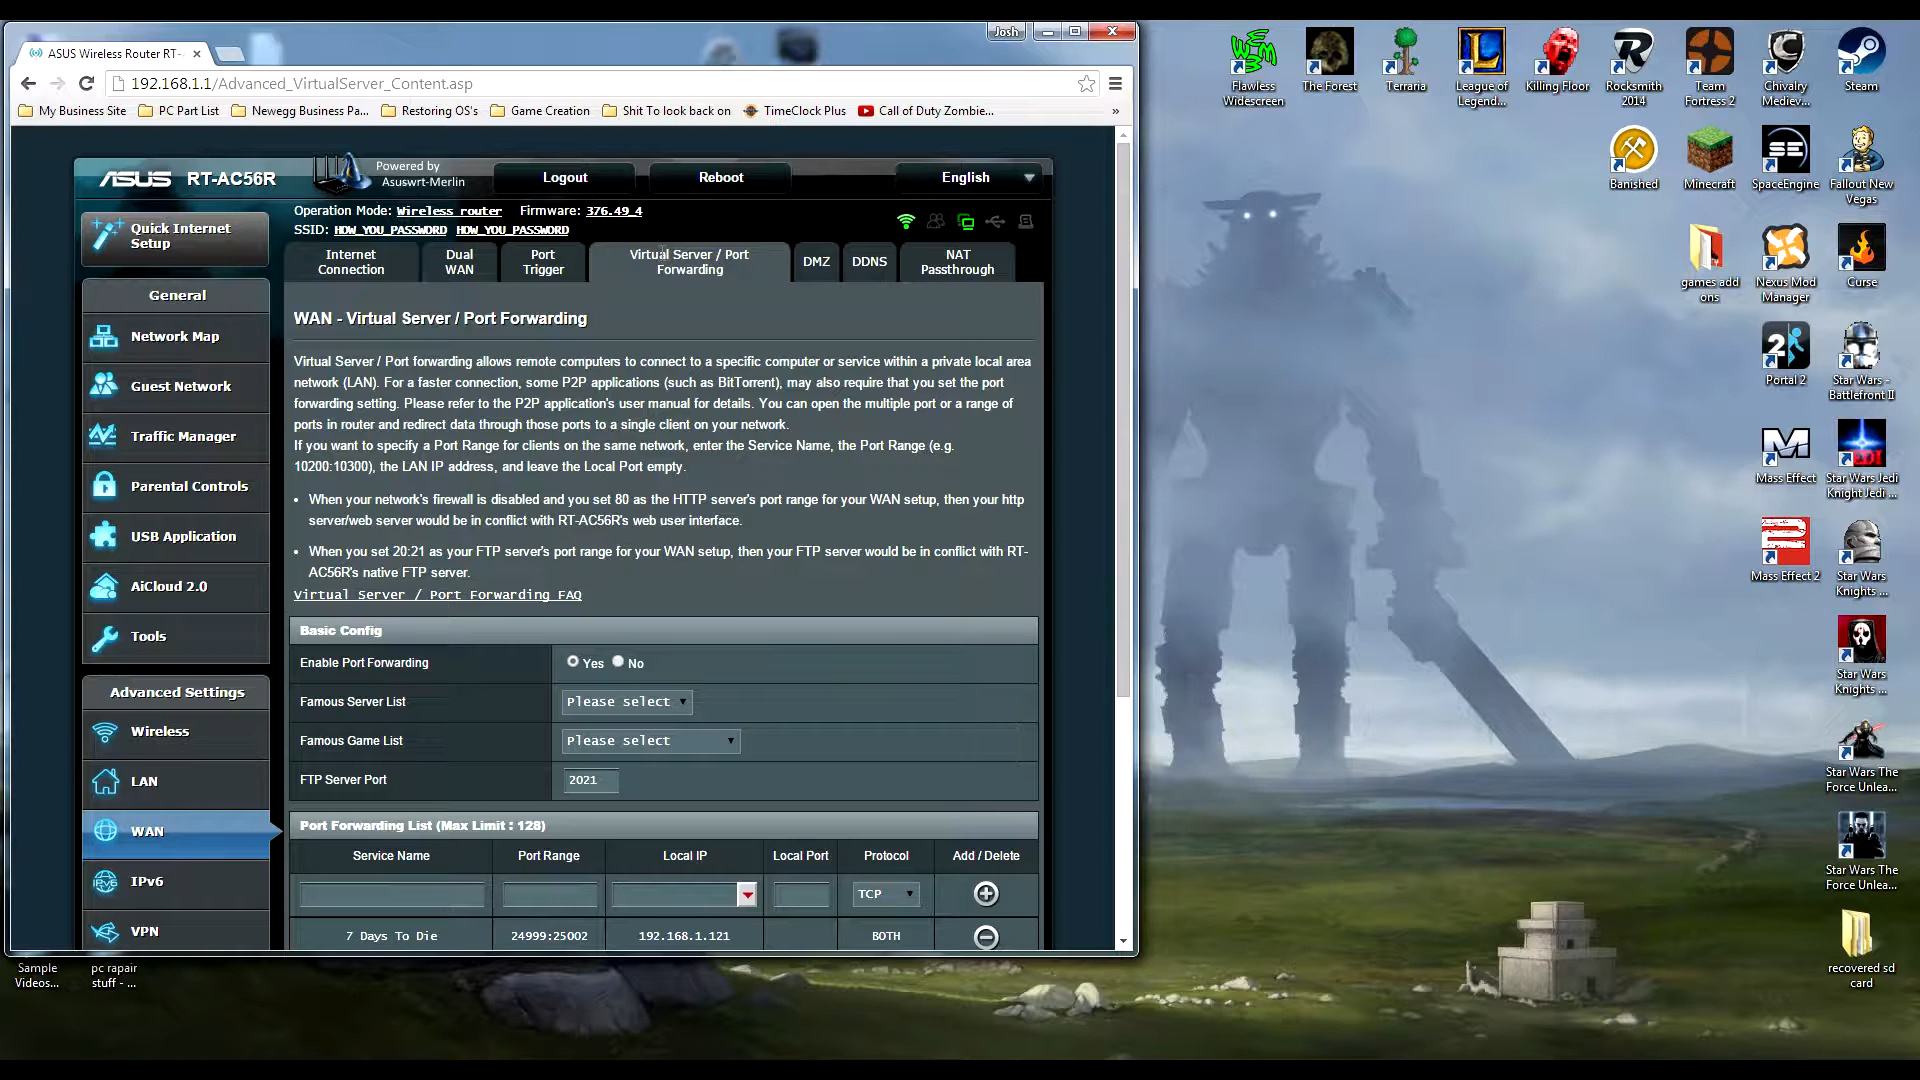 Josh
ASUS Wireless Router RT-
192.168.1.1/Advanced_VirtualServer_Content.asp
My Business Site
PC Part List
Newegg Business Pa...
Restoring OS's
Game Creation
Shit To look back on
TimeClock Plus
Call of Duty Zombie...
»
ASUS RT-AC56R
Powered by
Asuswrt-Merlin
Logout
Reboot
English
Quick Internet
Setup
Operation Mode: Wireless router Firmware: 376.49_4
SSID: HOW_YOU_PASSWORD HOW_YOU_PASSWORD
Internet
Connection
Dual
WAN
Port
Trigger
Virtual Server / Port
Forwarding
DMZ
DDNS
NAT
Passthrough
General
Network Map
Guest Network
Traffic Manager
Parental Controls
USB Application
AiCloud 2.0
Tools
Advanced Settings
Wireless
LAN
WAN
IPv6
VPN
WAN - Virtual Server / Port Forwarding
Virtual Server / Port forwarding allows remote computers to connect to a specific computer or service within a private local area
network (LAN). For a faster connection, some P2P applications (such as BitTorrent), may also require that you set the port
forwarding setting. Please refer to the P2P application's user manual for details. You can open the multiple port or a range of
ports in router and redirect data through those ports to a single client on your network.
If you want to specify a Port Range for clients on the same network, enter the Service Name, the Port Range (e.g.
10200:10300), the LAN IP address, and leave the Local Port empty.
• When your network's firewall is disabled and you set 80 as the HTTP server's port range for your WAN setup, then your http
server/web server would be in conflict with RT-AC56R's web user interface.
• When you set 20:21 as your FTP server's port range for your WAN setup, then your FTP server would be in conflict with RT-
AC56R's native FTP server.
Virtual Server / Port Forwarding FAQ
Basic Config
Enable Port Forwarding Yes No
Famous Server List Please select
Famous Game List Please select
FTP Server Port 2021
Port Forwarding List (Max Limit : 128)
Service Name Port Range Local IP Local Port Protocol Add / Delete
TCP
7 Days To Die 24999:25002 192.168.1.121 BOTH
Flawless
Widescreen
The Forest
Terraria
League of
Legend...
Killing Floor
Rocksmith
2014
Team
Fortress 2
Chivalry
Mediev...
Steam
Banished
Minecraft
SpaceEngine
Fallout New
Vegas
games add
ons
Nexus Mod
Manager
Curse
Portal 2
Star Wars -
Battlefront II
Mass Effect
Star Wars Jedi
Knight Jedi ...
Mass Effect 2
Star Wars
Knights ...
Star Wars
Knights ...
Star Wars The
Force Unlea...
Star Wars The
Force Unlea...
recovered sd
card
Sample
Videos...
pc rapair
stuff - ...